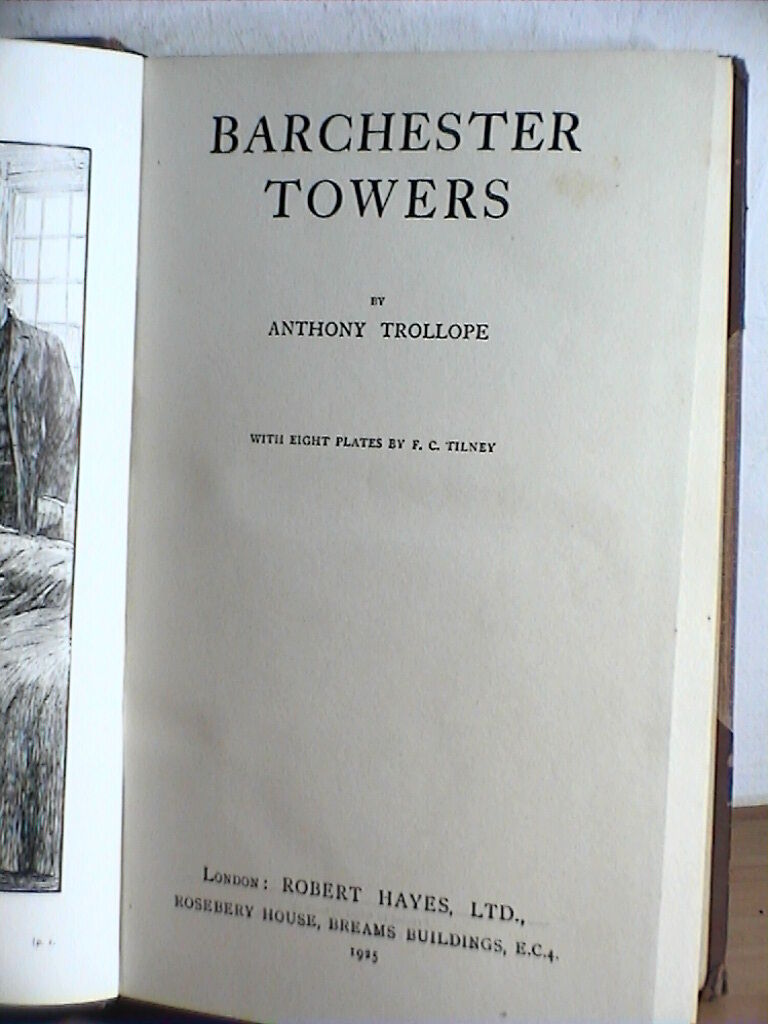 BARCHESTER
TOWERS
BY
ANTHONY TROLLOPE
WITH EIGHT PLATES BY F. C. TILNEY
LONDON: ROBERT HAYES, LTD.,
ROSEBERY HOUSE, BREAMS BUILDINGS, E.C.4.
1925